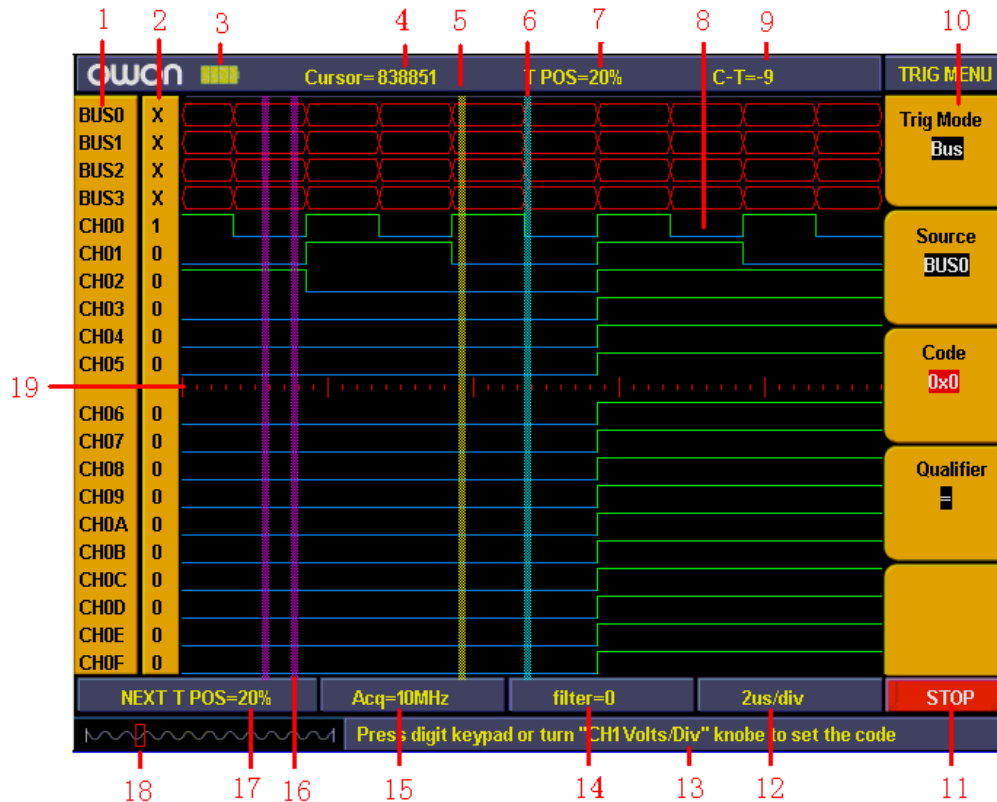 1 2 3 4 5 6 7 8 9 10
owon Cursor=838851 T POS=20% C-T=-9 TRIG MENU
BUS0 X
BUS1 X
BUS2 X
BUS3 X
CH00 1
CH01 0
CH02 0
CH03 0
CH04 0
CH05 0
19
CH06 0
CH07 0
CH08 0
CH09 0
CH0A 0
CH0B 0
CH0C 0
CH0D 0
CH0E 0
CH0F 0
Trig Mode
Bus
Source
BUS0
Code
0x0
Qualifier
=
NEXT T POS=20% Acq=10MHz filter=0 2us/div STOP
Press digit keypad or turn "CH1 Volts/Div" knobe to set the code
18 17 16 15 14 13 12 11